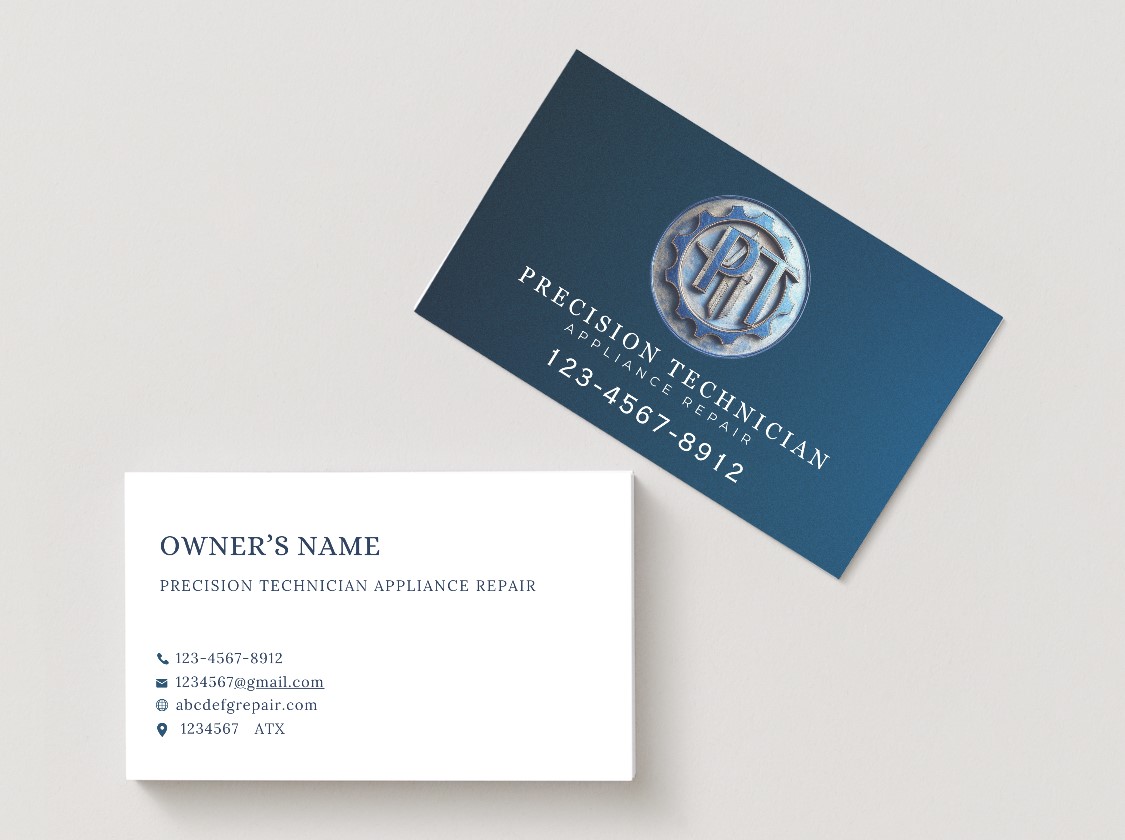 PT
PRECISION TECHNICIAN
APPLIANCE REPAIR
123-4567-8912
OWNER’S NAME
PRECISION TECHNICIAN APPLIANCE REPAIR
123-4567-8912
1234567@gmail.com
abcdefgrepair.com
1234567 ATX